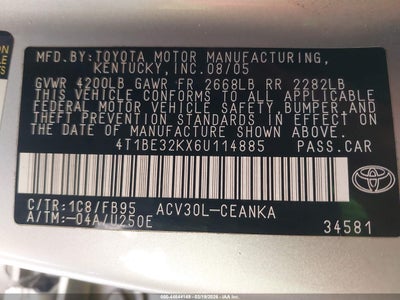 MFD.BY:TOYOTA MOTOR MANUFACTURING,
KENTUCKY,INC.08/05
GVWR 4200LB GAWR FR 2668LB RR 2282LB
THIS VEHICLE CONFORMS TO ALL APPLICABLE
FEDERAL MOTOR VEHICLE SAFETY,BUMPER,AND
THEFT PREVENTION STANDARDS IN EFFECT ON
THE DATE OF MANUFACTURE SHOWN ABOVE.
4T1BE32KX6U114885 PASS.CAR
C/TR:1C8/FB95 ACV30L-CEANKA
A/TM:-04A/U250E
TOYOTA
34581